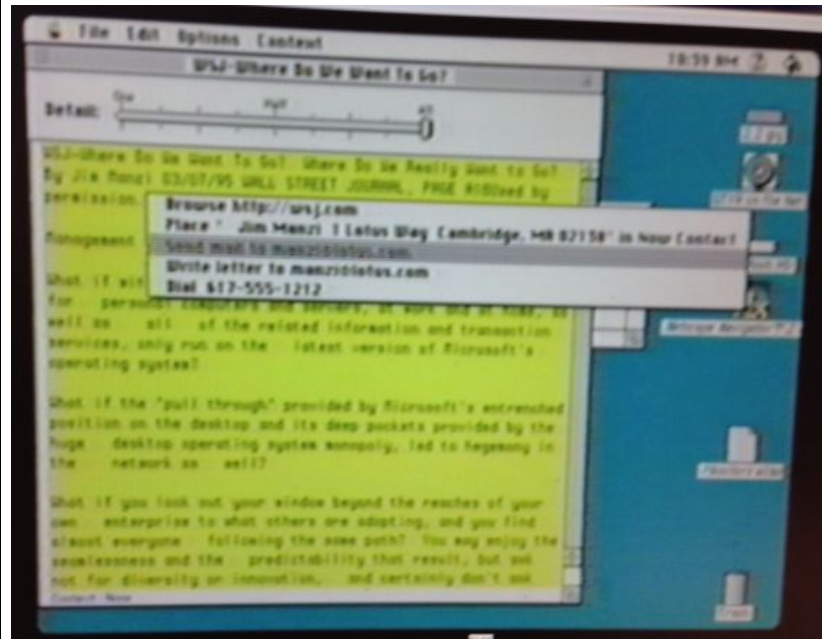 File Edit Options Context
10:59 AM
WSJ-Where Do We Want To Go?
Detail:
Half
All
WSJ-Where Do We Want To Go? Where Do We Really Want to Go?
By Jim Manzi 03/07/95 WALL STREET JOURNAL, PAGE Used by
permission.
Browse http://wsj.com
Place " Jim Manzi 1 Lotus Way Cambridge, MA 02138" in Now Contact
Management
Send mail to manzi@lotus.com
Write letter to manzi@lotus.com
Dial 617-555-1212
What if
for personal computers and servers, at work and at home, as
well as all of the related information and transaction
services, only run on the latest version of Microsoft's
operating system?
What if the "pull through" provided by Microsoft's entrenched
position on the desktop and its deep pockets provided by the
huge desktop operating system monopoly, led to hegemony in
the network as well?
What if you look out your window beyond the reaches of your
own enterprise to what others are adopting, and you find
almost everyone following the same path? You may enjoy the
seamlessness and the predictability that result, but ask
not for diversity or innovation, and certainly don't ask
Context: None
Netscape Navigator
Trash